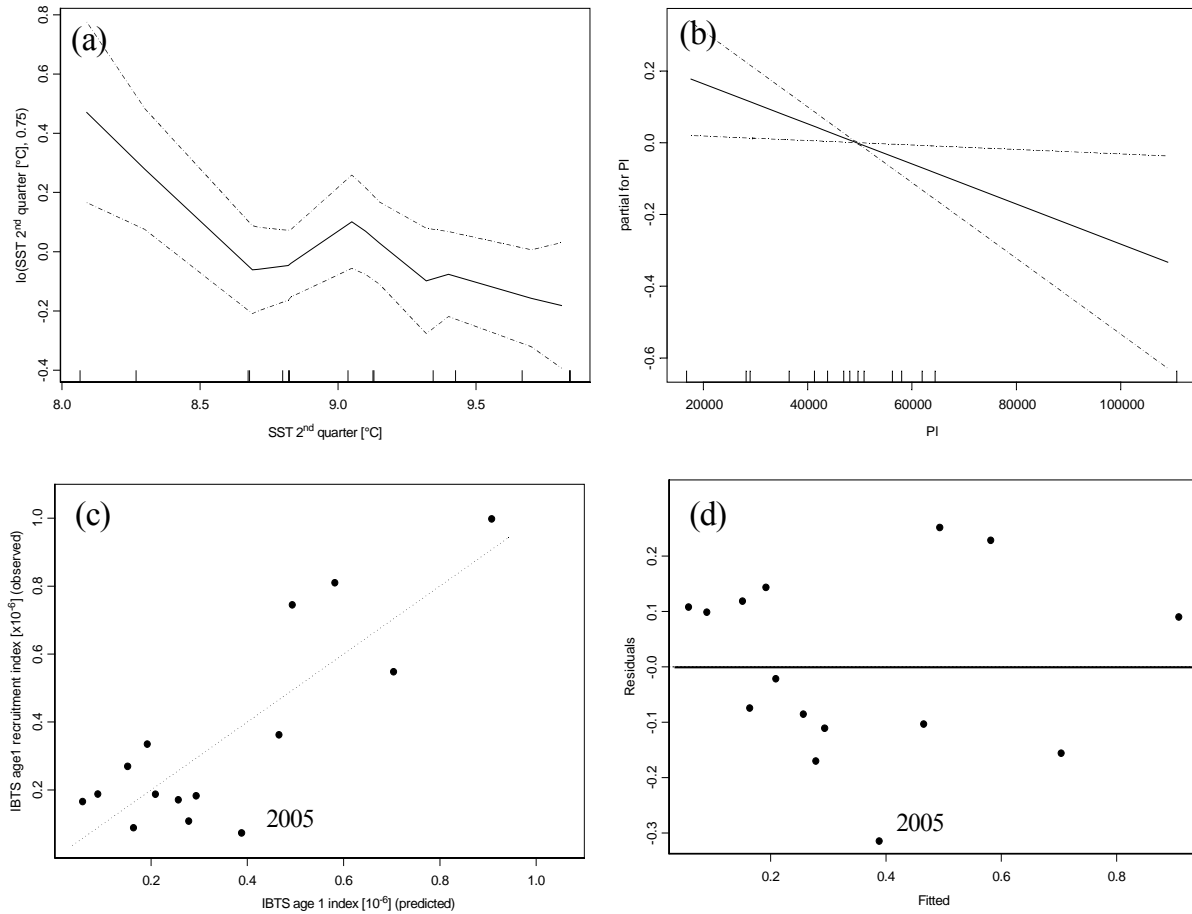 (a)
lo(SST 2nd quarter [°C], 0.75)
0.8
0.6
0.4
0.2
0.0
-0.2
-0.4
8.0 8.5 9.0 9.5
SST 2nd quarter [°C]
(b)
partial for PI
0.2
0.0
-0.2
-0.4
-0.6
20000 40000 60000 80000 100000
PI
(c)
IBTS age1 recruitment index [x10-6] (observed)
1.0
0.8
0.6
0.4
0.2
2005
0.2 0.4 0.6 0.8 1.0
IBTS age 1 index [10-6] (predicted)
(d)
Residuals
0.2
0.1
-0.0
-0.1
-0.2
-0.3
2005
0.2 0.4 0.6 0.8
Fitted